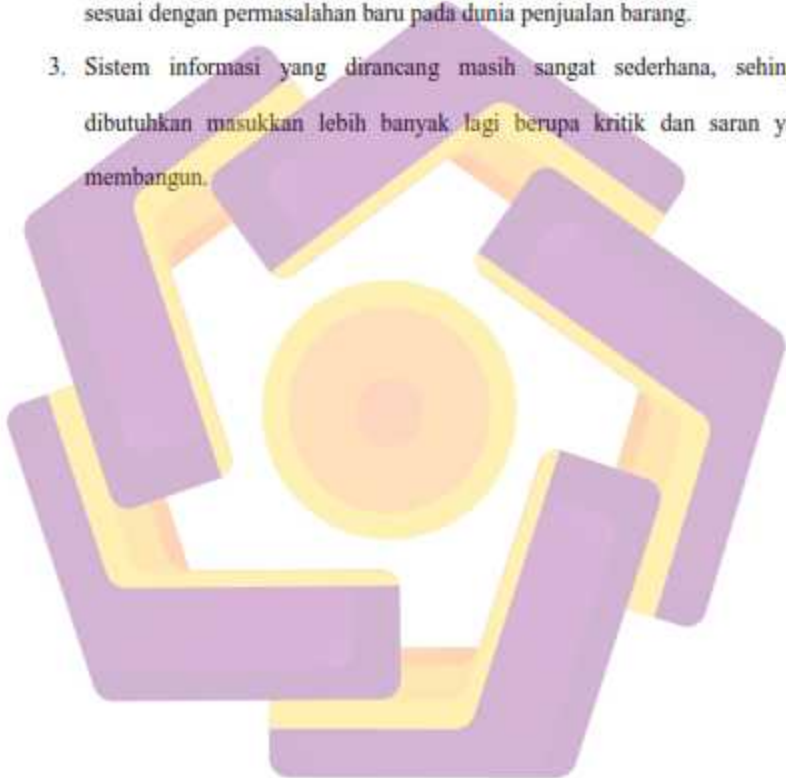 sesuai dengan permasalahan baru pada dunia penjualan barang.
3. Sistem informasi yang dirancang masih sangat sederhana, sehin
dibutuhkan masukkan lebih banyak lagi berupa kritik dan saran y
membangun.